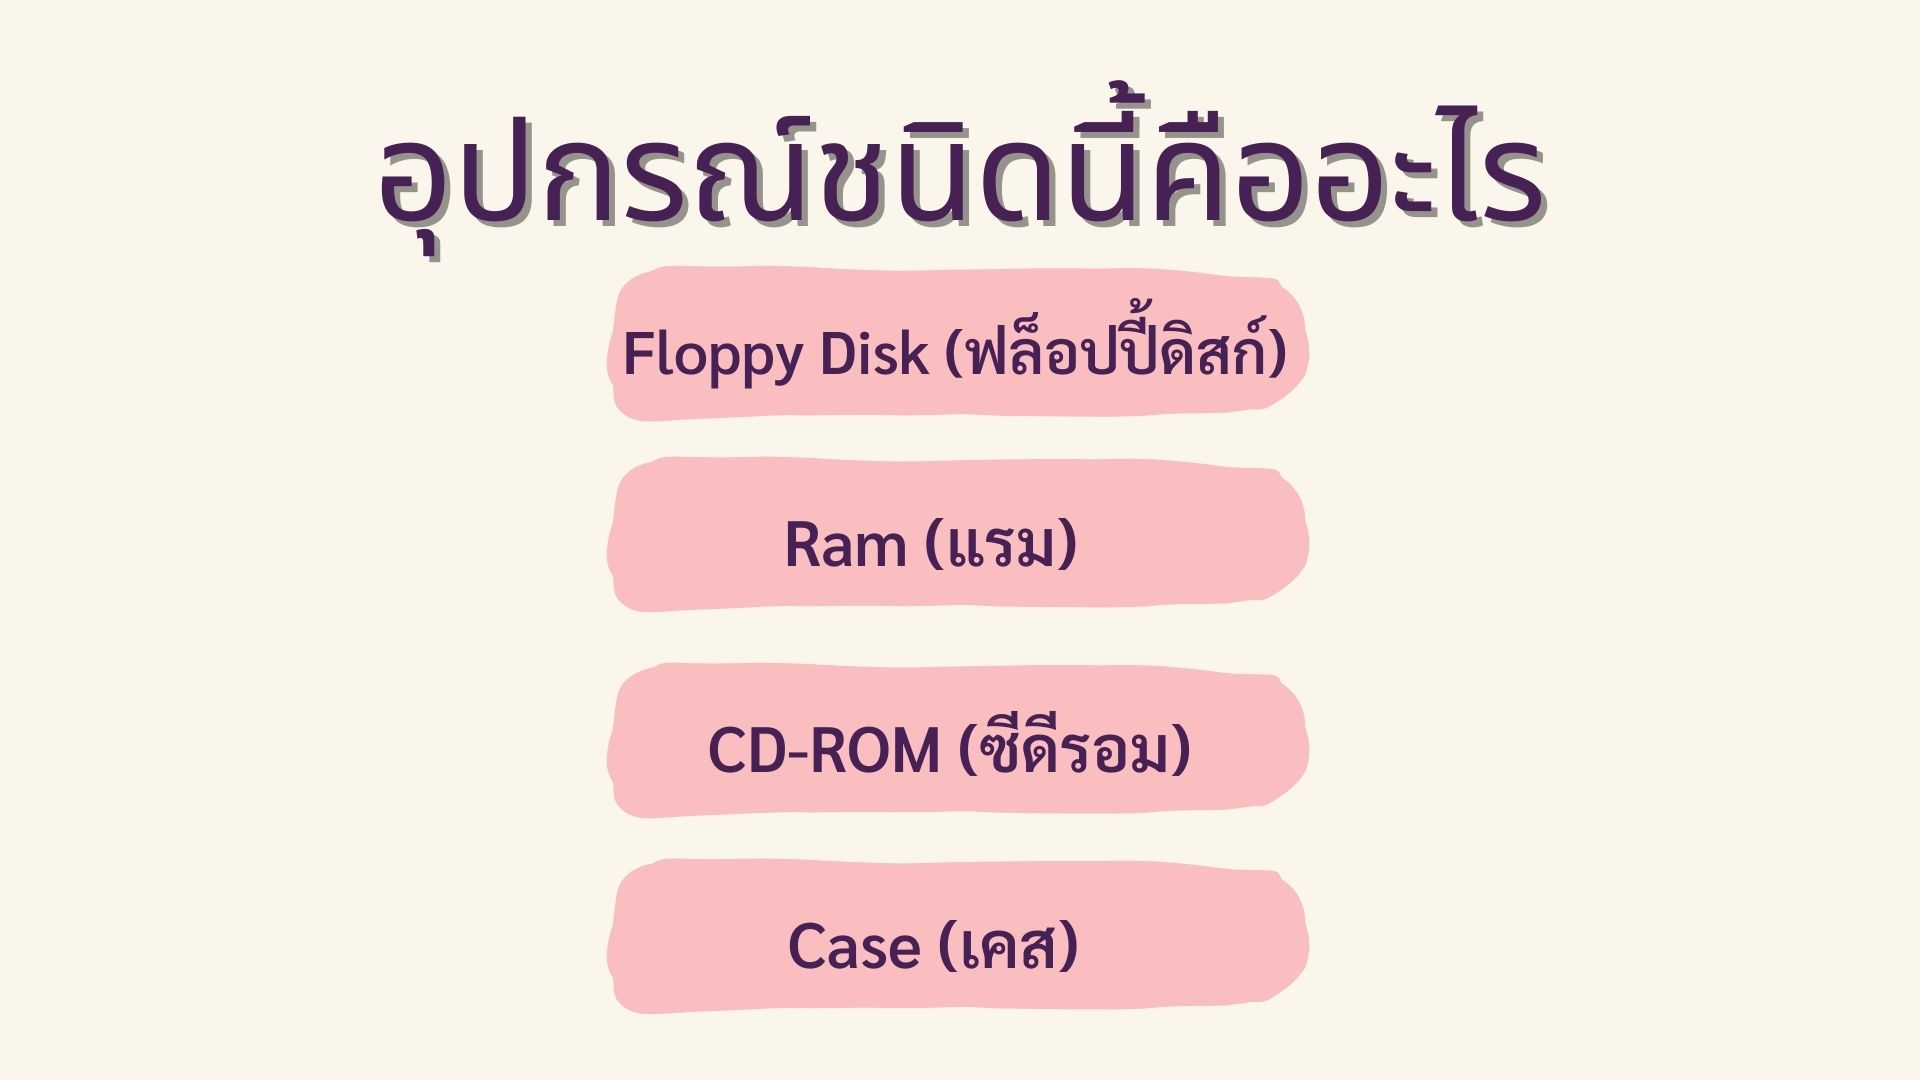 อุปกรณ์ชนิดนี้คืออะไร
Floppy Disk (ฟล็อปปี้ดิสก์)
Ram (แรม)
CD-ROM (ซีดีรอม)
Case (เคส)